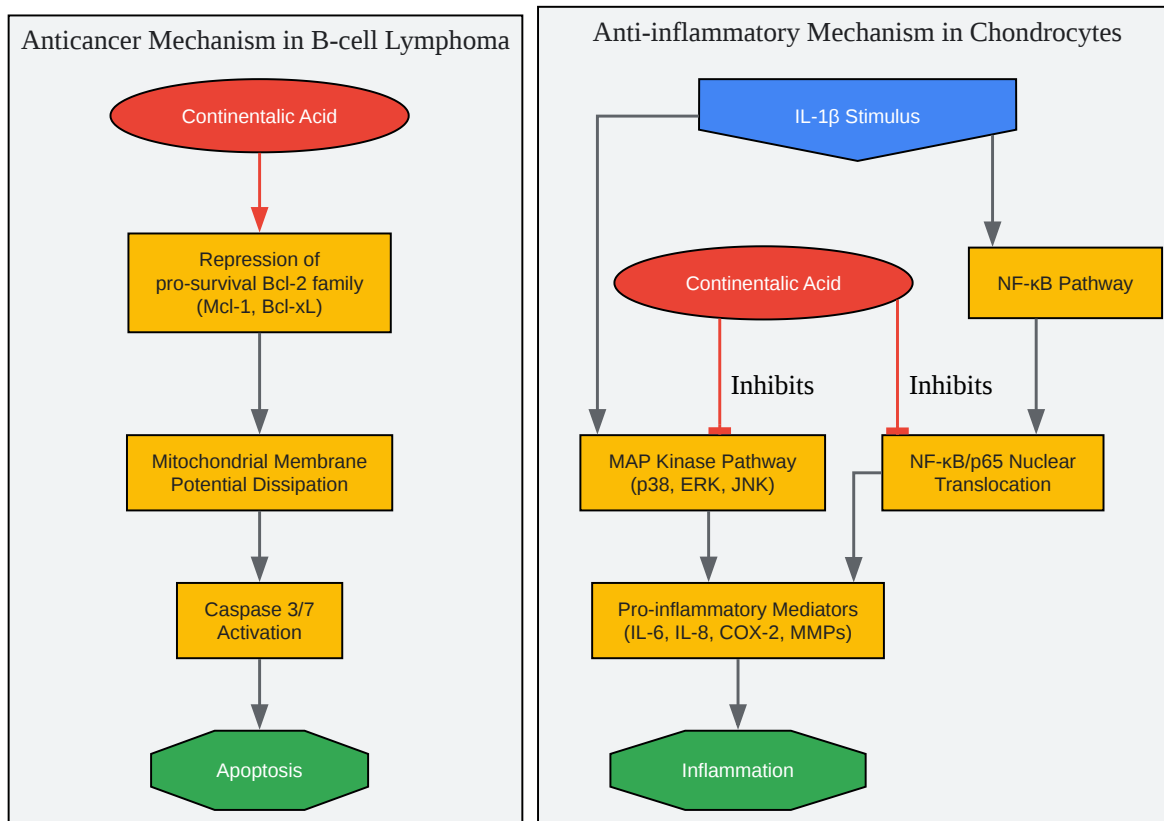 Anticancer Mechanism in B-cell Lymphoma
Continentalic Acid
Repression of
pro-survival Bcl-2 family
(Mcl-1, Bcl-xL)
Mitochondrial Membrane
Potential Dissipation
Caspase 3/7
Activation
Apoptosis
Anti-inflammatory Mechanism in Chondrocytes
IL-1β Stimulus
Continentalic Acid
NF-κB Pathway
Inhibits
Inhibits
MAP Kinase Pathway
(p38, ERK, JNK)
NF-κB/p65 Nuclear
Translocation
Pro-inflammatory Mediators
(IL-6, IL-8, COX-2, MMPs)
Inflammation